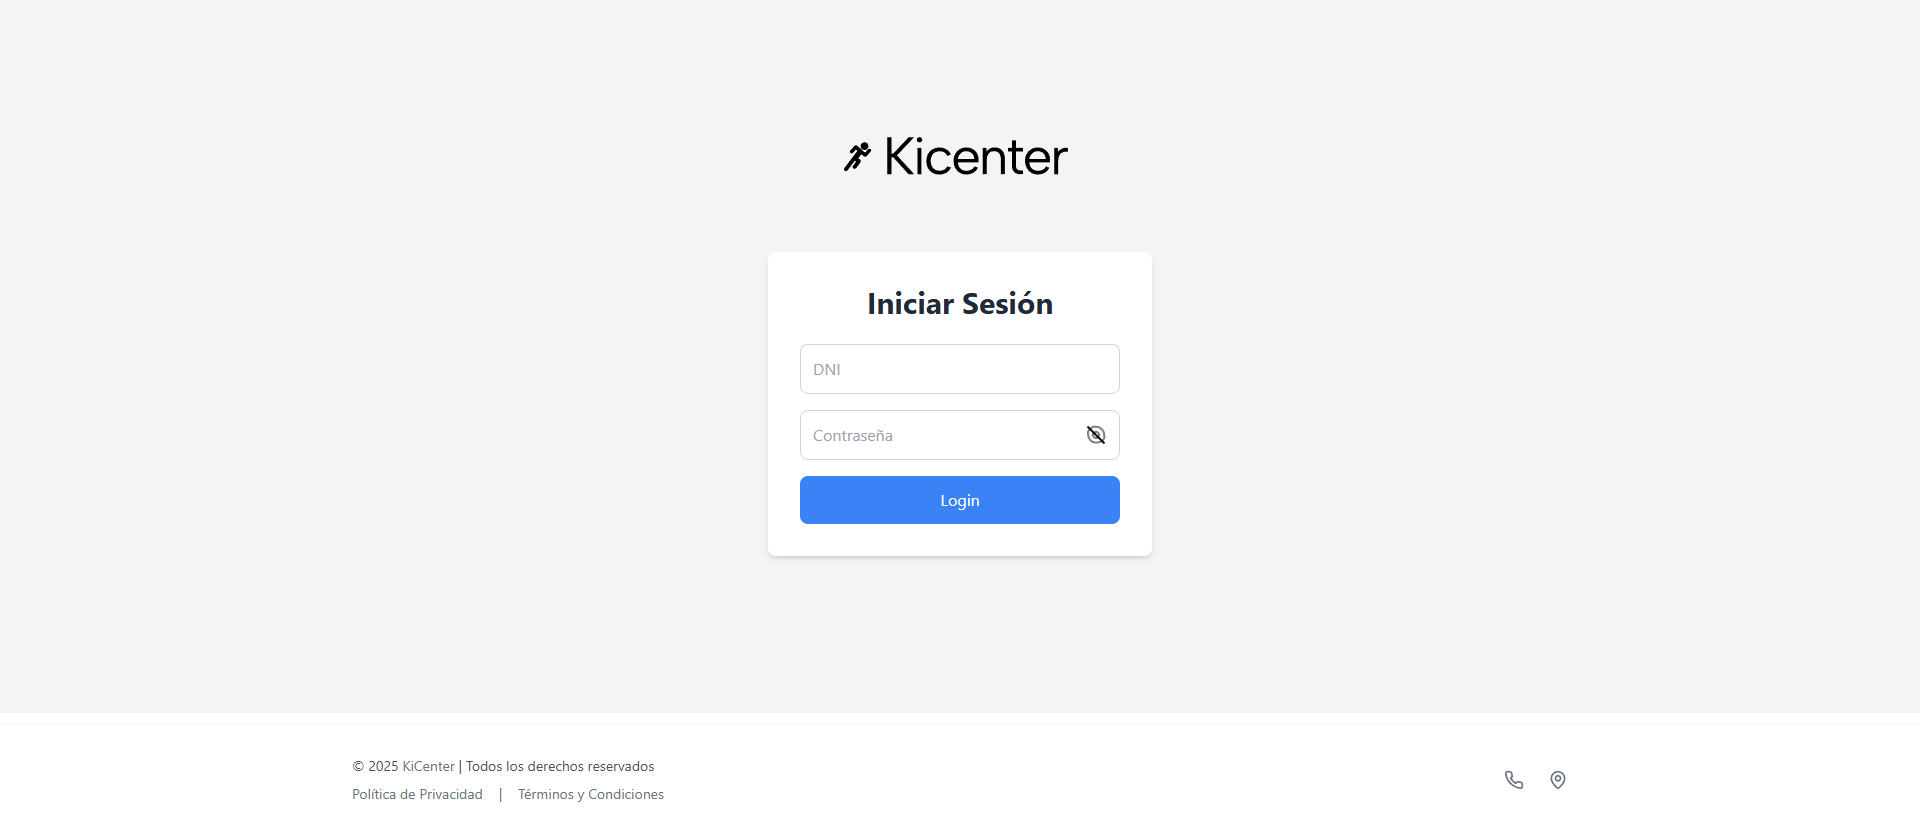 Kicenter
Iniciar Sesión
DNI
Contraseña
Login
© 2025 KiCenter | Todos los derechos reservados
Política de Privacidad | Términos y Condiciones